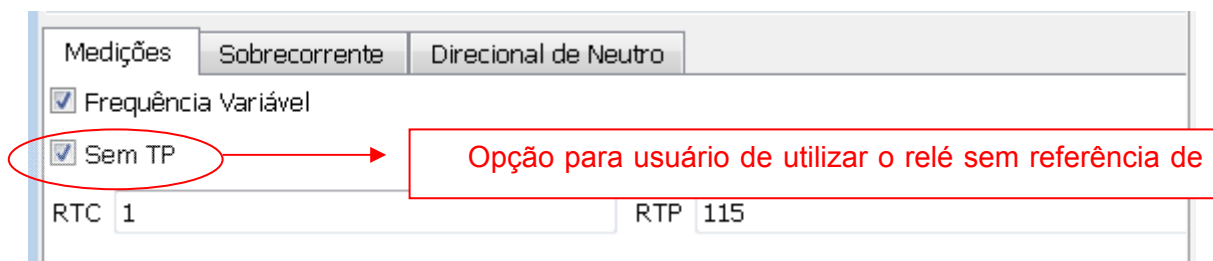 Medições Sobrecorrente Direcional de Neutro
Frequência Variável
Sem TP
Opção para usuário de utilizar o relé sem referência de
RTC 1 RTP 115